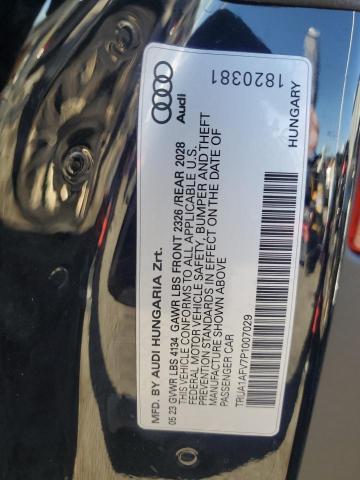 Audi
1820381
MFD. BY AUDI HUNGARIA Zrt.
HUNGARY
05 23 GVWR LBS 4134 GAWR LBS FRONT 2326 /REAR 2028
THIS VEHICLE CONFORMS TO ALL APPLICABLE U.S.
FEDERAL MOTOR VEHICLE SAFETY, BUMPER AND THEFT
PREVENTION STANDARDS IN EFFECT ON THE DATE OF
MANUFACTURE SHOWN ABOVE
PASSENGER CAR
TRUA1AFV7P1007029